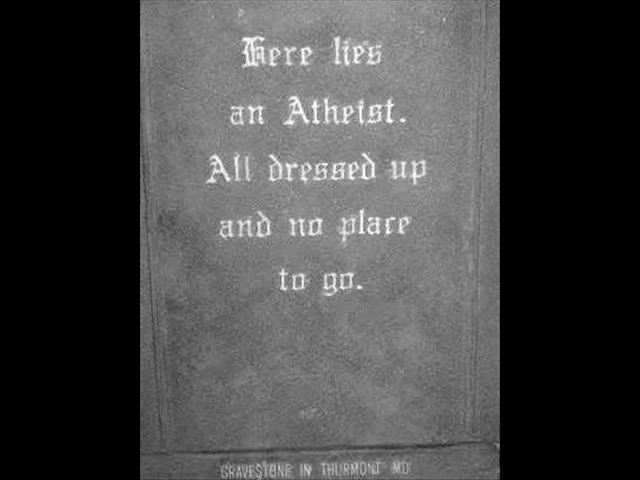 Here lies
an Atheist.
All dressed up
and no place
to go.
GRAVESTONE IN THURMONT MD